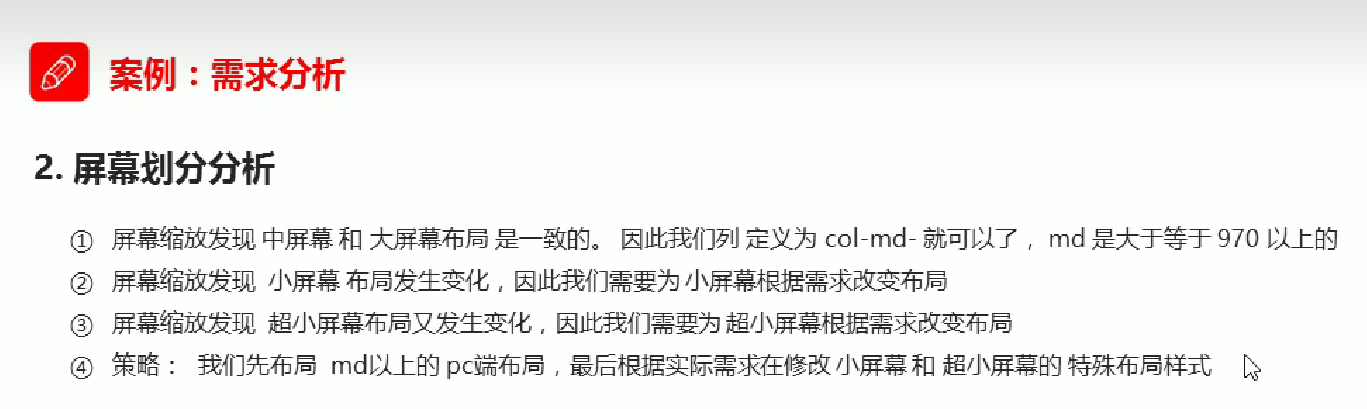 案例：需求分析
2. 屏幕划分分析
① 屏幕缩放发现 中屏幕 和 大屏幕布局 是一致的。 因此我们列 定义为 col-md- 就可以了， md 是大于等于 970 以上的
② 屏幕缩放发现 小屏幕 布局发生变化，因此我们需要为 小屏幕根据需求改变布局
③ 屏幕缩放发现 超小屏幕布局又发生变化，因此我们需要为 超小屏幕根据需求改变布局
④ 策略： 我们先布局 md以上的 pc端布局，最后根据实际需求在修改 小屏幕 和 超小屏幕的 特殊布局样式